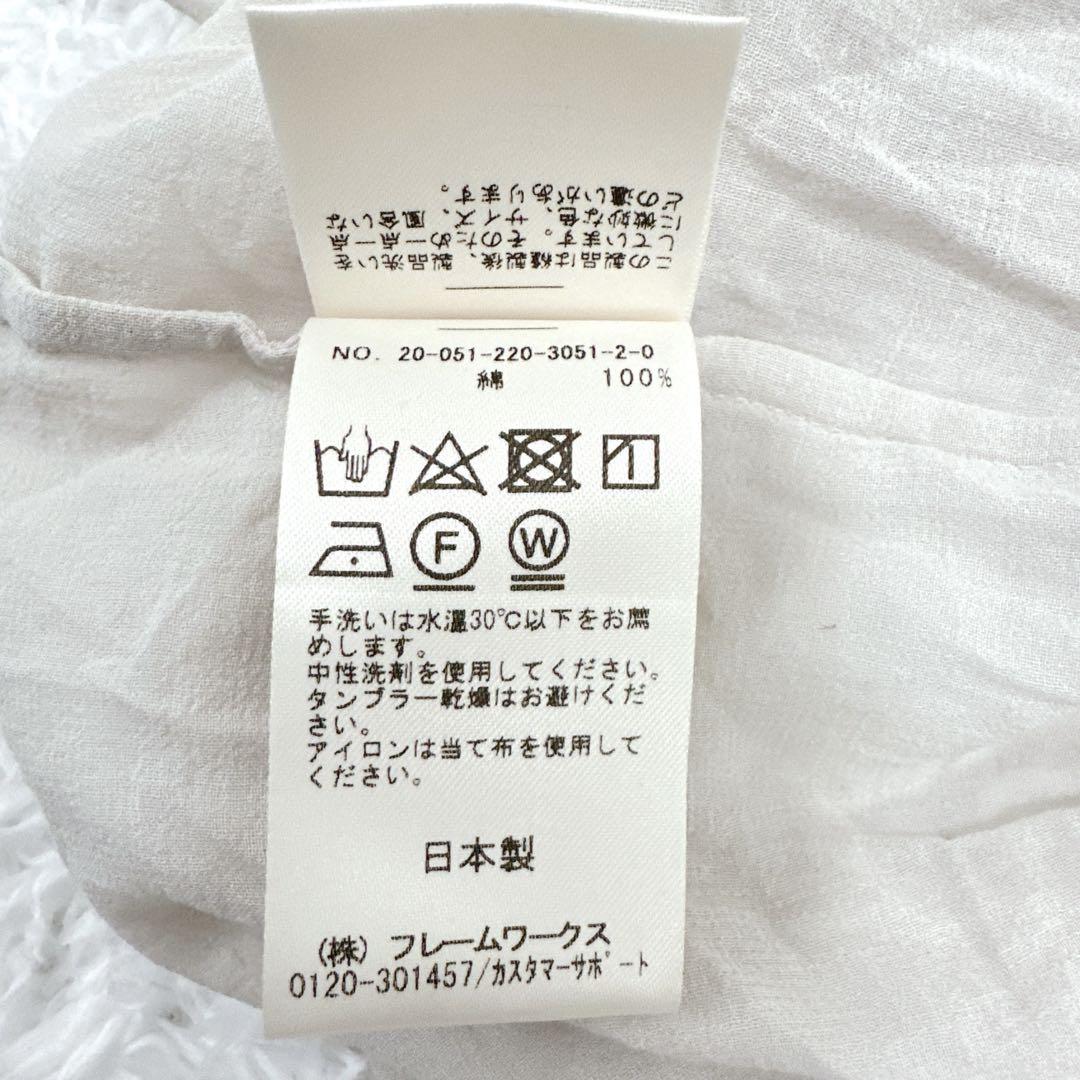 この製品は縫製後、製品洗いを
しています。そのため一点一点
に微妙な色、サイズ、風合いな
どの違いがあります。
NO. 20-051-220-3051-2-0
綿 100%
F W
手洗いは水温30℃以下をお薦
めします。
中性洗剤を使用してください。
タンブラー乾燥はお避けくだ
さい。
アイロンは当て布を使用して
ください。
日本製
(株) フレームワークス
0120-301457/カスタマーサポート